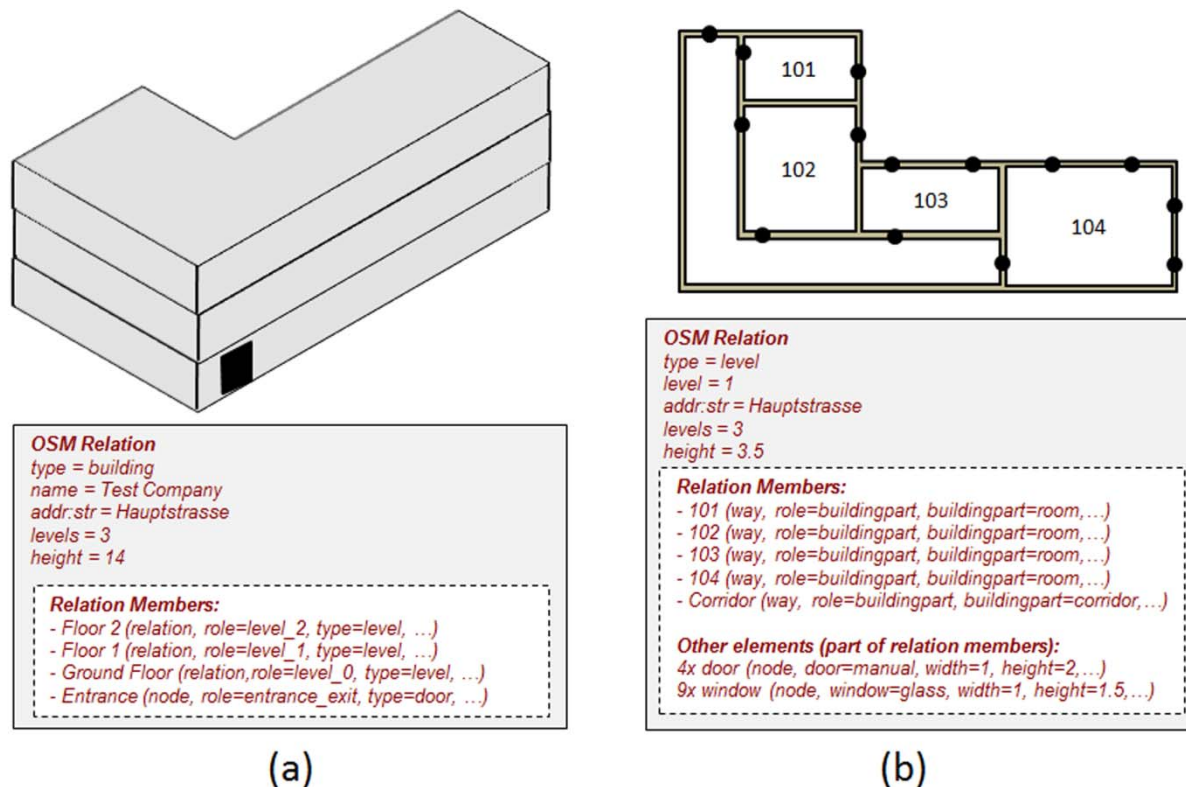 OSM Relation
type = building
name = Test Company
addr:str = Hauptstrasse
levels = 3
height = 14
Relation Members:
- Floor 2 (relation, role=level_2, type=level, …)
- Floor 1 (relation, role=level_1, type=level, …)
- Ground Floor (relation,role=level_0, type=level, …)
- Entrance (node, role=entrance_exit, type=door, …)
(a)
101
102
103
104
OSM Relation
type = level
level = 1
addr:str = Hauptstrasse
levels = 3
height = 3.5
Relation Members:
- 101 (way, role=buildingpart, buildingpart=room,…)
- 102 (way, role=buildingpart, buildingpart=room,…)
- 103 (way, role=buildingpart, buildingpart=room,…)
- 104 (way, role=buildingpart, buildingpart=room,…)
- Corridor (way, role=buildingpart, buildingpart=corridor,…)
Other elements (part of relation members):
4x door (node, door=manual, width=1, height=2,…)
9x window (node, window=glass, width=1, height=1.5,…)
(b)